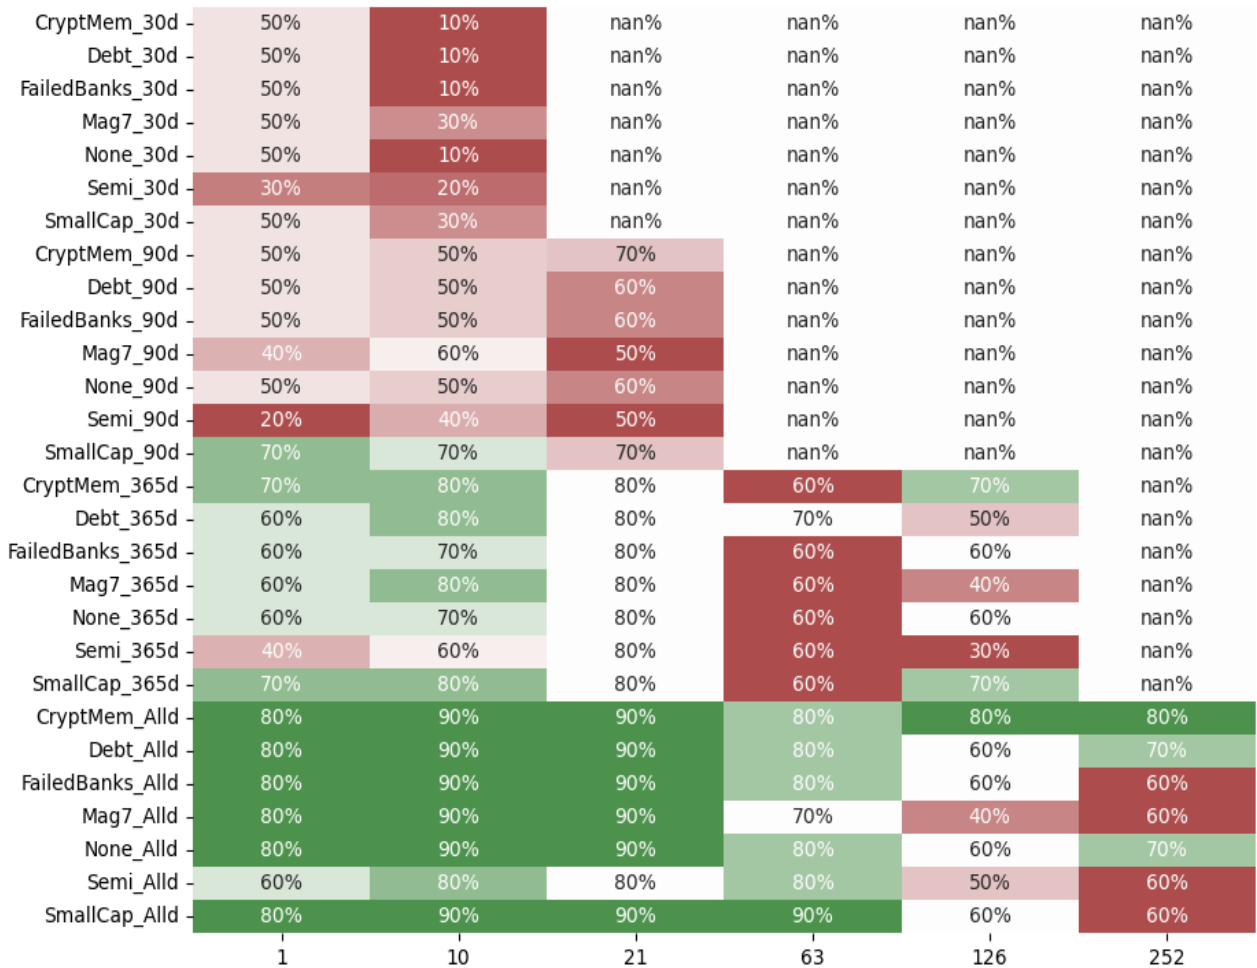 CryptMem_30d 50% 10% nan% nan% nan% nan%
Debt_30d 50% 10% nan% nan% nan% nan%
FailedBanks_30d 50% 10% nan% nan% nan% nan%
Mag7_30d 50% 30% nan% nan% nan% nan%
None_30d 50% 10% nan% nan% nan% nan%
Semi_30d 30% 20% nan% nan% nan% nan%
SmallCap_30d 50% 30% nan% nan% nan% nan%
CryptMem_90d 50% 50% 70% nan% nan% nan%
Debt_90d 50% 50% 60% nan% nan% nan%
FailedBanks_90d 50% 50% 60% nan% nan% nan%
Mag7_90d 40% 60% 50% nan% nan% nan%
None_90d 50% 50% 60% nan% nan% nan%
Semi_90d 20% 40% 50% nan% nan% nan%
SmallCap_90d 70% 70% 70% nan% nan% nan%
CryptMem_365d 70% 80% 80% 60% 70% nan%
Debt_365d 60% 80% 80% 70% 50% nan%
FailedBanks_365d 60% 70% 80% 60% 60% nan%
Mag7_365d 60% 80% 80% 60% 40% nan%
None_365d 60% 70% 80% 60% 60% nan%
Semi_365d 40% 60% 80% 60% 30% nan%
SmallCap_365d 70% 80% 80% 60% 70% nan%
CryptMem_Alld 80% 90% 90% 80% 80% 80%
Debt_Alld 80% 90% 90% 80% 60% 70%
FailedBanks_Alld 80% 90% 90% 80% 60% 60%
Mag7_Alld 80% 90% 90% 70% 40% 60%
None_Alld 80% 90% 90% 80% 60% 70%
Semi_Alld 60% 80% 80% 80% 50% 60%
SmallCap_Alld 80% 90% 90% 90% 60% 60%
1 10 21 63 126 252